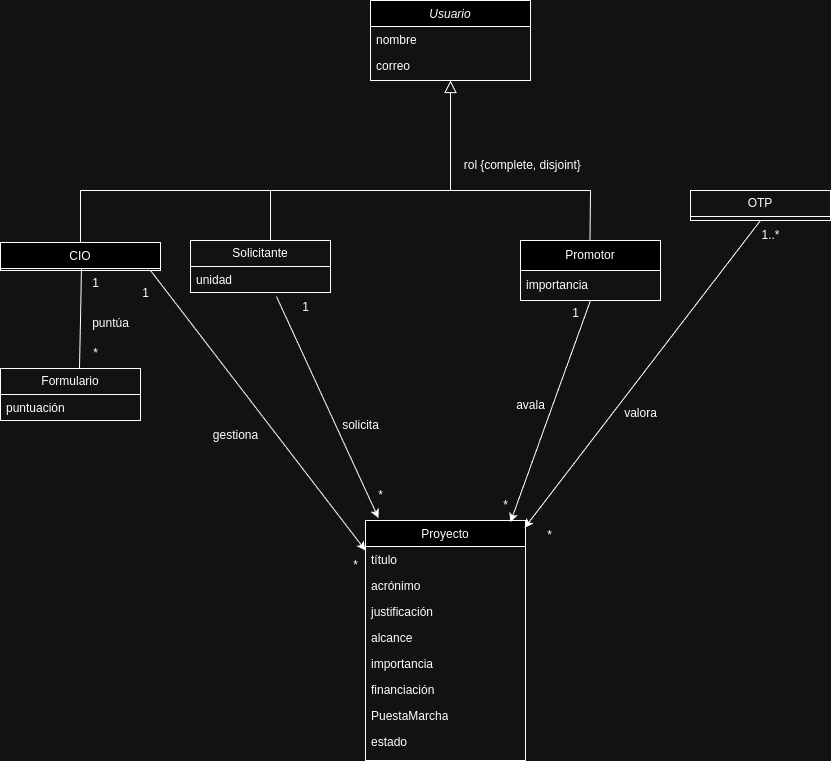 Usuario
nombre
correo
rol {complete, disjoint}
OTP
1..*
CIO
1
1
puntúa
*
Formulario
puntuación
gestiona
Solicitante
unidad
1
solicita
*
Promotor
importancia
1
avala
*
valora
*
*
Proyecto
título
acrónimo
justificación
alcance
importancia
financiación
PuestaMarcha
estado